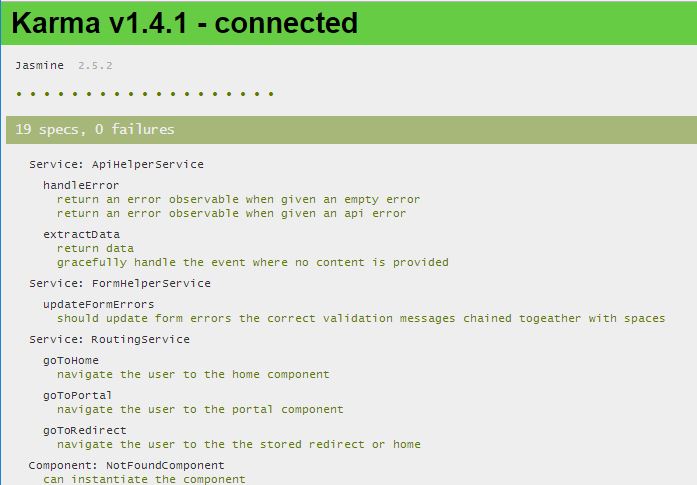 Karma v1.4.1 - connected
Jasmine 2.5.2
19 specs, 0 failures
Service: ApiHelperService
handleError
return an error observable when given an empty error
return an error observable when given an api error
extractData
return data
gracefully handle the event where no content is provided
Service: FormHelperService
updateFormErrors
should update form errors the correct validation messages chained togeather with spaces
Service: RoutingService
goToHome
navigate the user to the home component
goToPortal
navigate the user to the portal component
goToRedirect
navigate the user to the the stored redirect or home
Component: NotFoundComponent
can instantiate the component